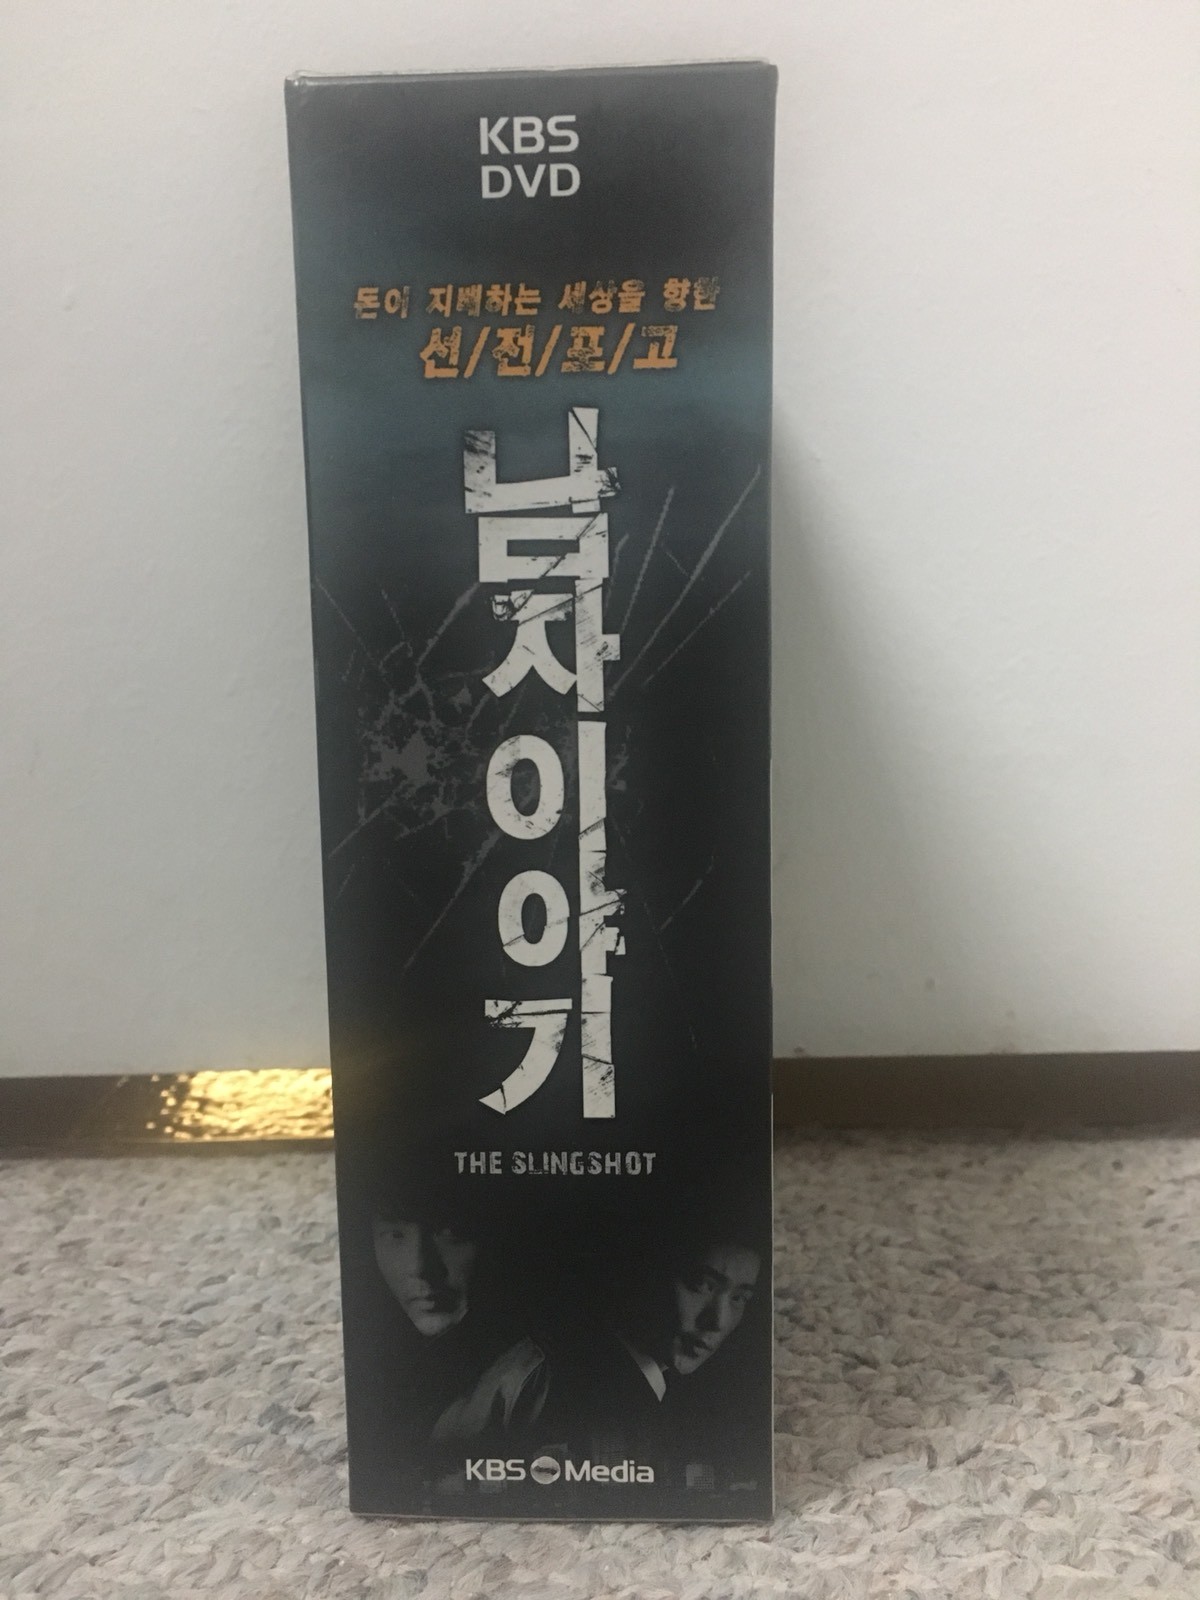 KBS
DVD
돈이 지배하는 세상을 향한
선/전/포/고
남자이야기
THE SLINGSHOT
KBS Media